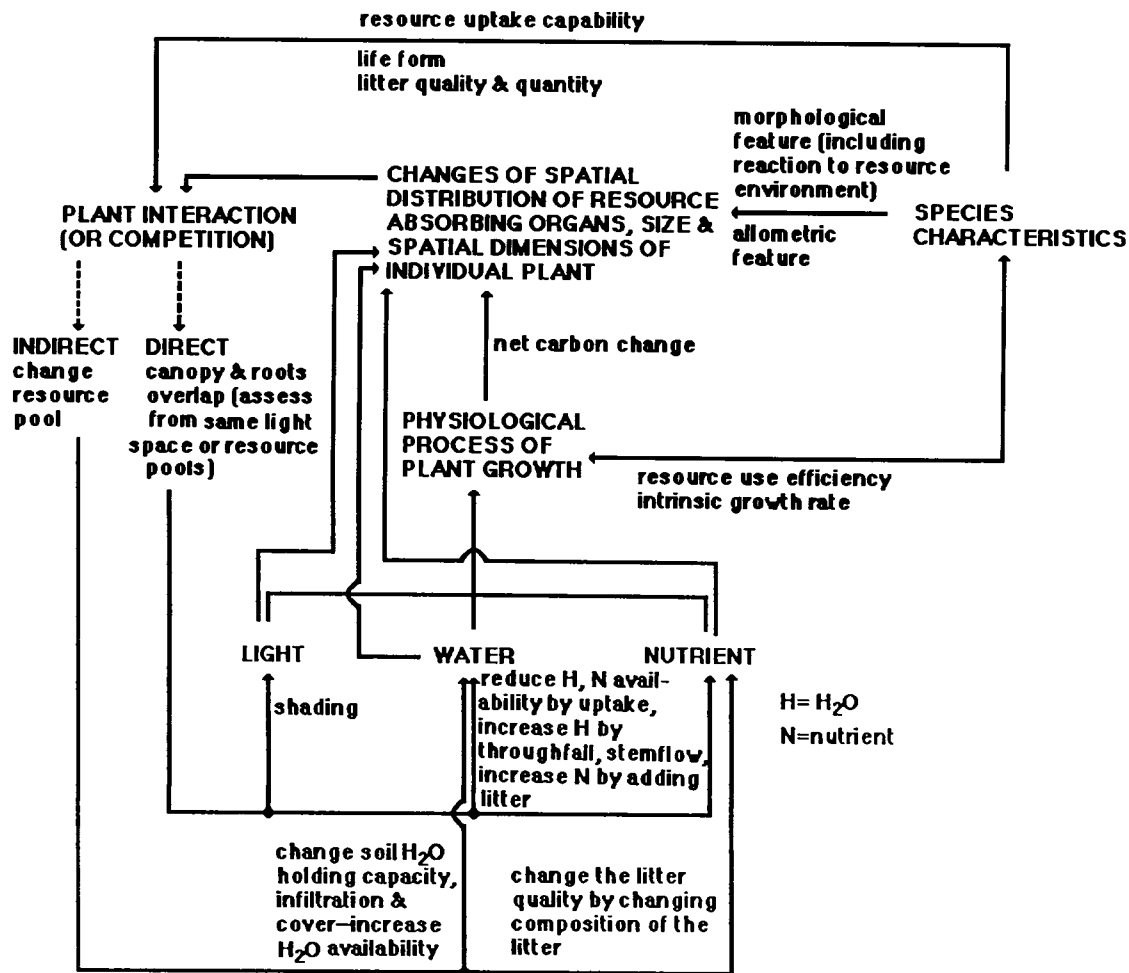 resource uptake capability
life form
litter quality & quantity
morphological
feature (including
reaction to resource
environment)
CHANGES OF SPATIAL
DISTRIBUTION OF RESOURCE
ABSORBING ORGANS, SIZE &
SPATIAL DIMENSIONS OF
INDIVIDUAL PLANT
PLANT INTERACTION
(OR COMPETITION)
SPECIES
CHARACTERISTICS
allometric
feature
INDIRECT
change
resource
pool
DIRECT
canopy & roots
overlap (assess
from same light
space or resource
pools)
net carbon change
PHYSIOLOGICAL
PROCESS OF
PLANT GROWTH
resource use efficiency
intrinsic growth rate
LIGHT
WATER
NUTRIENT
shading
reduce H, N avail-
ability by uptake,
increase H by
throughfall, stemflow,
increase N by adding
litter
H= H₂O
N=nutrient
change soil H₂O
holding capacity,
infiltration &
cover–increase
H₂O availability
change the litter
quality by changing
composition of the
litter